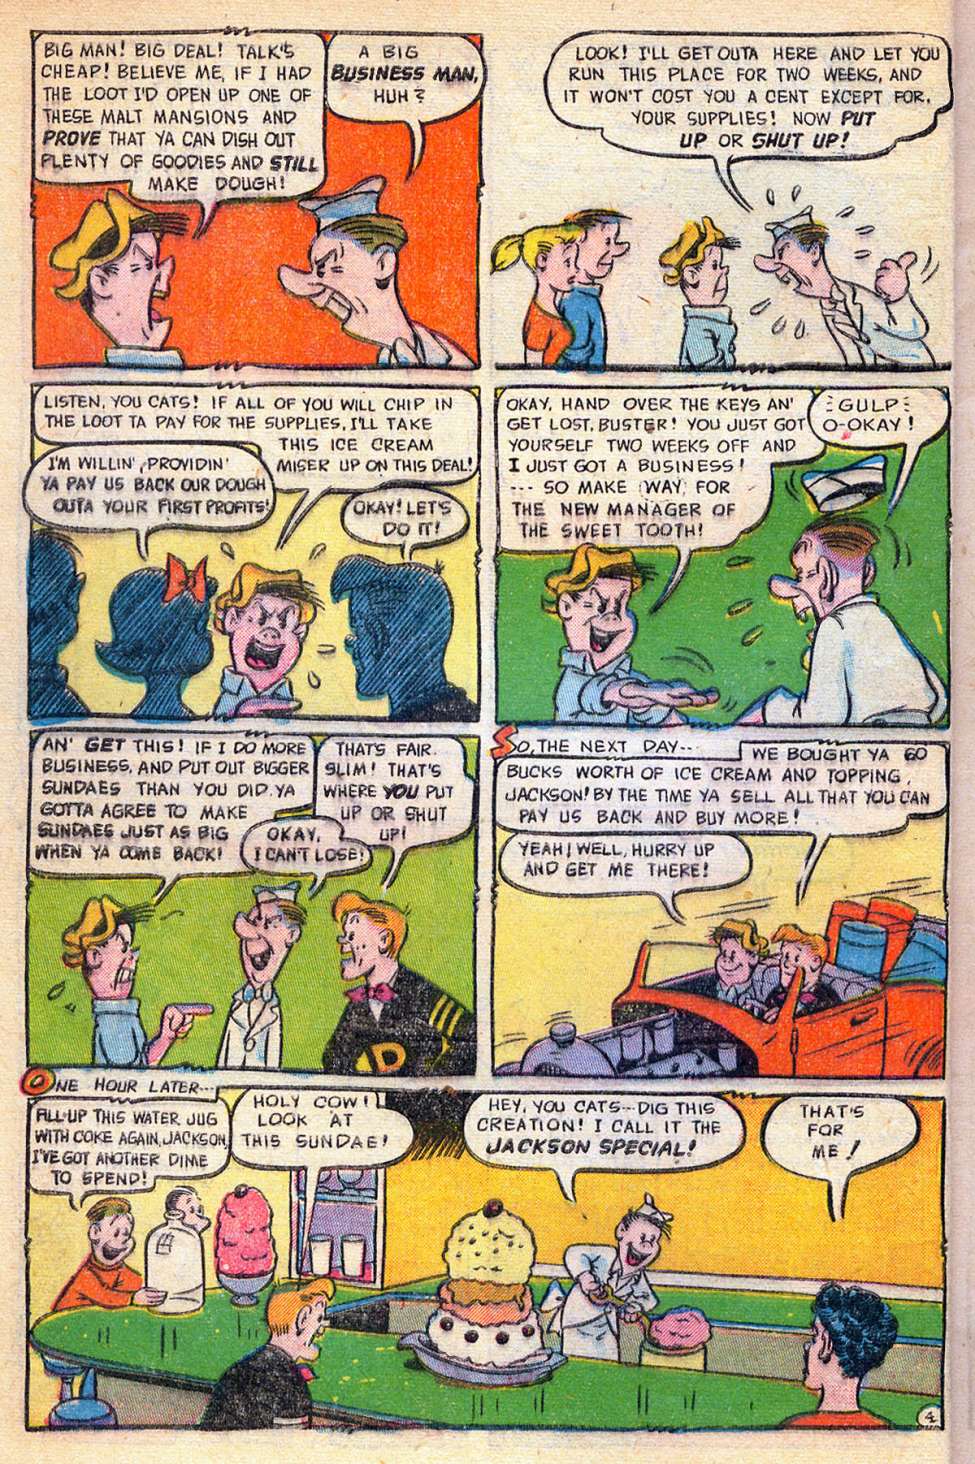 BIG MAN! BIG DEAL! TALK'S
CHEAP! BELIEVE ME, IF I HAD
THE LOOT I'D OPEN UP ONE OF
THESE MALT MANSIONS AND
PROVE THAT YA CAN DISH OUT
PLENTY OF GOODIES AND STILL
MAKE DOUGH!
A BIG
BUSINESS MAN,
HUH?
LOOK! I'LL GET OUTA HERE AND LET YOU
RUN THIS PLACE FOR TWO WEEKS, AND
IT WON'T COST YOU A CENT EXCEPT FOR
YOUR SUPPLIES! NOW PUT
UP OR SHUT UP!
LISTEN, YOU CATS! IF ALL OF YOU WILL CHIP IN
THE LOOT TA PAY FOR THE SUPPLIES, I'LL TAKE
THIS ICE CREAM
MISER UP ON THIS DEAL!
I'M WILLIN', PROVIDIN'
YA PAY US BACK OUR DOUGH
OUTA YOUR FIRST PROFITS!
OKAY! LET'S
DO IT!
OKAY, HAND OVER THE KEYS AN'
GET LOST, BUSTER! YOU JUST GOT
YOURSELF TWO WEEKS OFF AND
I JUST GOT A BUSINESS!
--- SO MAKE WAY FOR
THE NEW MANAGER OF
THE SWEET TOOTH!
GULP
O-OKAY!
AN' GET THIS! IF I DO MORE
BUSINESS, AND PUT OUT BIGGER
SUNDAES THAN YOU DID, YA
GOTTA AGREE TO MAKE
SUNDAES JUST AS BIG
WHEN YA COME BACK!
OKAY,
I CAN'T LOSE!
THAT'S FAIR,
SLIM! THAT'S
WHERE YOU PUT
UP OR SHUT
UP!
D
SO, THE NEXT DAY---
WE BOUGHT YA 60
BUCKS WORTH OF ICE CREAM AND TOPPING,
JACKSON! BY THE TIME YA SELL ALL THAT YOU CAN
PAY US BACK AND BUY MORE!
YEAH! WELL, HURRY UP
AND GET ME THERE!
ONE HOUR LATER---
FILL UP THIS WATER JUG
WITH COKE AGAIN, JACKSON,
I'VE GOT ANOTHER DIME
TO SPEND!
HOLY COW!
LOOK AT
THIS SUNDAE!
HEY, YOU CATS--DIG THIS
CREATION! I CALL IT THE
JACKSON SPECIAL!
THAT'S
FOR
ME!
4